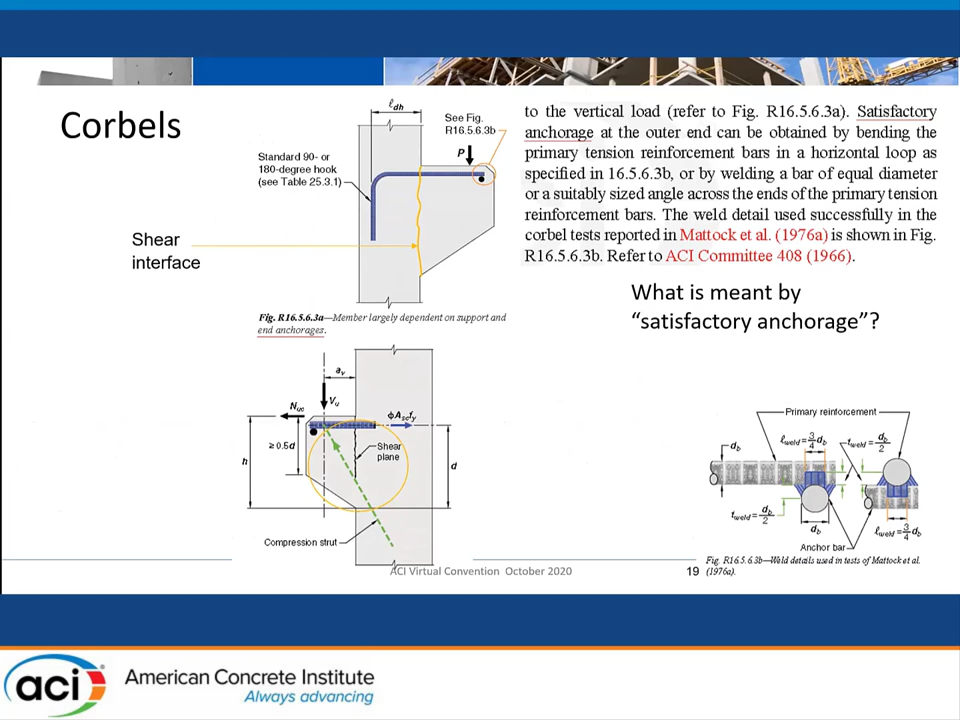 Corbels
ℓdh
See Fig.
R16.5.6.3b
P
Standard 90- or
180-degree hook
(see Table 25.3.1)
Shear
interface
Fig. R16.5.6.3a—Member largely dependent on support and
end anchorages.
to the vertical load (refer to Fig. R16.5.6.3a). Satisfactory
anchorage at the outer end can be obtained by bending the
primary tension reinforcement bars in a horizontal loop as
specified in 16.5.6.3b, or by welding a bar of equal diameter
or a suitably sized angle across the ends of the primary tension
reinforcement bars. The weld detail used successfully in the
corbel tests reported in Mattock et al. (1976a) is shown in Fig.
R16.5.6.3b. Refer to ACI Committee 408 (1966).
What is meant by
“satisfactory anchorage”?
av
Nuc
Vu
ϕAscfy
≥ 0.5d
Shear
plane
h
d
Compression strut
Primary reinforcement
db
ℓweld = 3/4 db
tweld = db/2
tweld = db/2
db
ℓweld = 3/4 db
Anchor bar
Fig. R16.5.6.3b—Weld details used in tests of Mattock et al.
(1976a).
ACI Virtual Convention October 2020
19
aci
American Concrete Institute
Always advancing